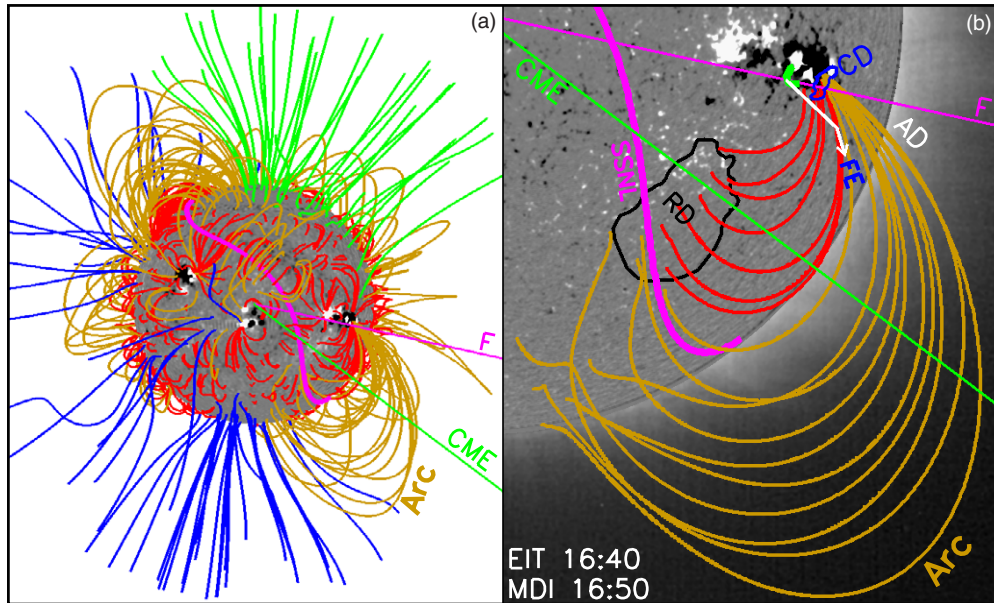 (a)
F
CME
Arc
(b)
CME
CD
F
AD
FE
SSNL
RD
Arc
EIT 16:40
MDI 16:50